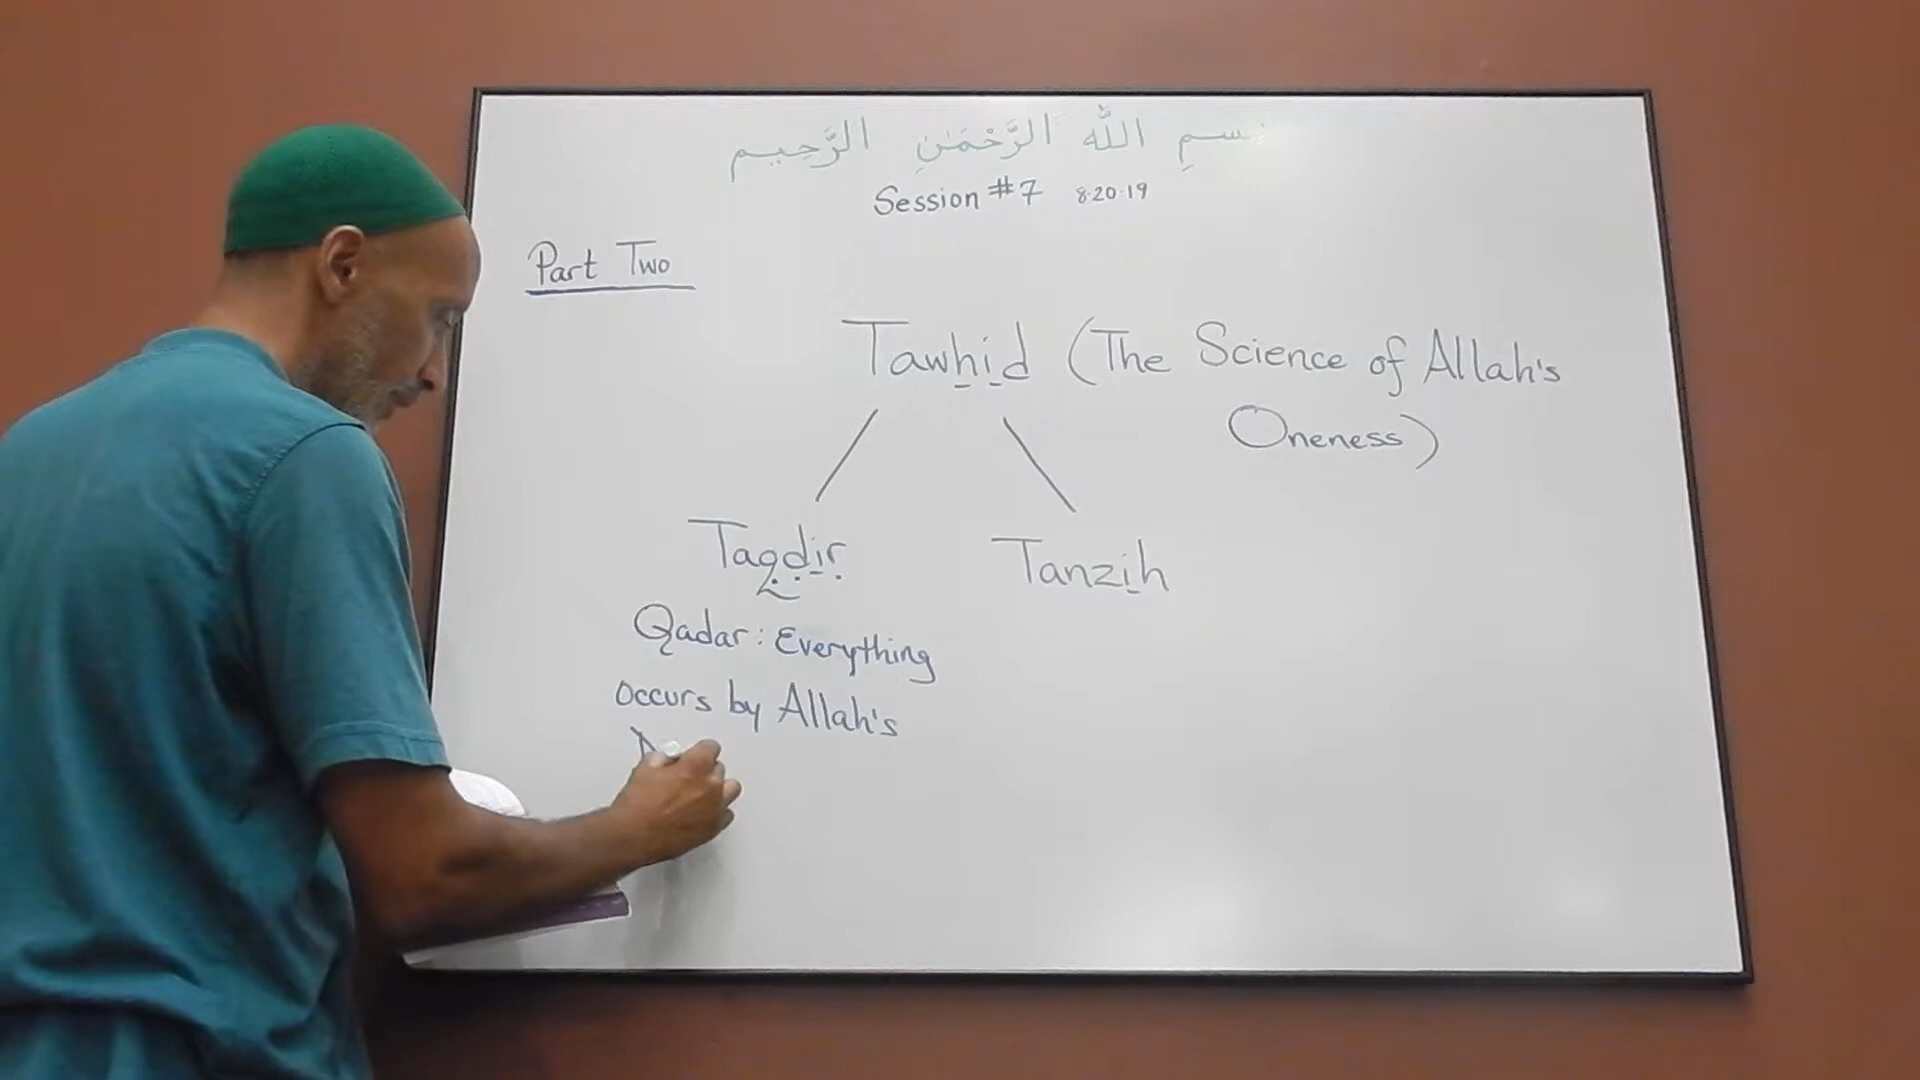 بسمِ اللّٰه الرَّحْمَـٰنِ الرَّحِيم
Session #7 8.20.19
Part Two
Tawhid (The Science of Allah's
Oneness)
Taqdir Tanzih
Qadar: Everything
occurs by Allah's